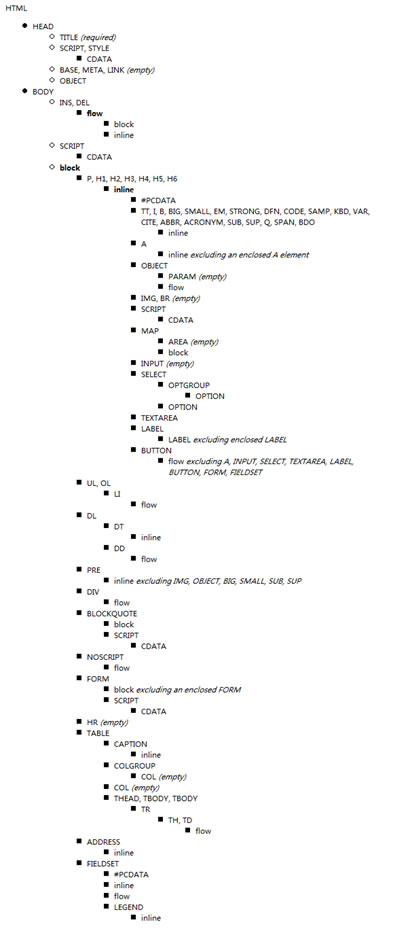 HTML
HEAD
TITLE (required)
SCRIPT, STYLE
CDATA
BASE, META, LINK (empty)
OBJECT
BODY
INS, DEL
flow
block
inline
SCRIPT
CDATA
block
P, H1, H2, H3, H4, H5, H6
inline
#PCDATA
TT, I, B, BIG, SMALL, EM, STRONG, DFN, CODE, SAMP, KBD, VAR,
CITE, ABBR, ACRONYM, SUB, SUP, Q, SPAN, BDO
inline
A
inline excluding an enclosed A element
OBJECT
PARAM (empty)
flow
IMG, BR (empty)
SCRIPT
CDATA
MAP
AREA (empty)
block
INPUT (empty)
SELECT
OPTGROUP
OPTION
OPTION
TEXTAREA
LABEL
LABEL excluding enclosed LABEL
BUTTON
flow excluding A, INPUT, SELECT, TEXTAREA, LABEL,
BUTTON, FORM, FIELDSET
UL, OL
LI
flow
DL
DT
inline
DD
flow
PRE
inline excluding IMG, OBJECT, BIG, SMALL, SUB, SUP
DIV
flow
BLOCKQUOTE
block
SCRIPT
CDATA
NOSCRIPT
flow
FORM
block excluding an enclosed FORM
SCRIPT
CDATA
HR (empty)
TABLE
CAPTION
inline
COLGROUP
COL (empty)
COL (empty)
THEAD, TBODY, TBODY
TR
TH, TD
flow
ADDRESS
inline
FIELDSET
#PCDATA
inline
flow
LEGEND
inline